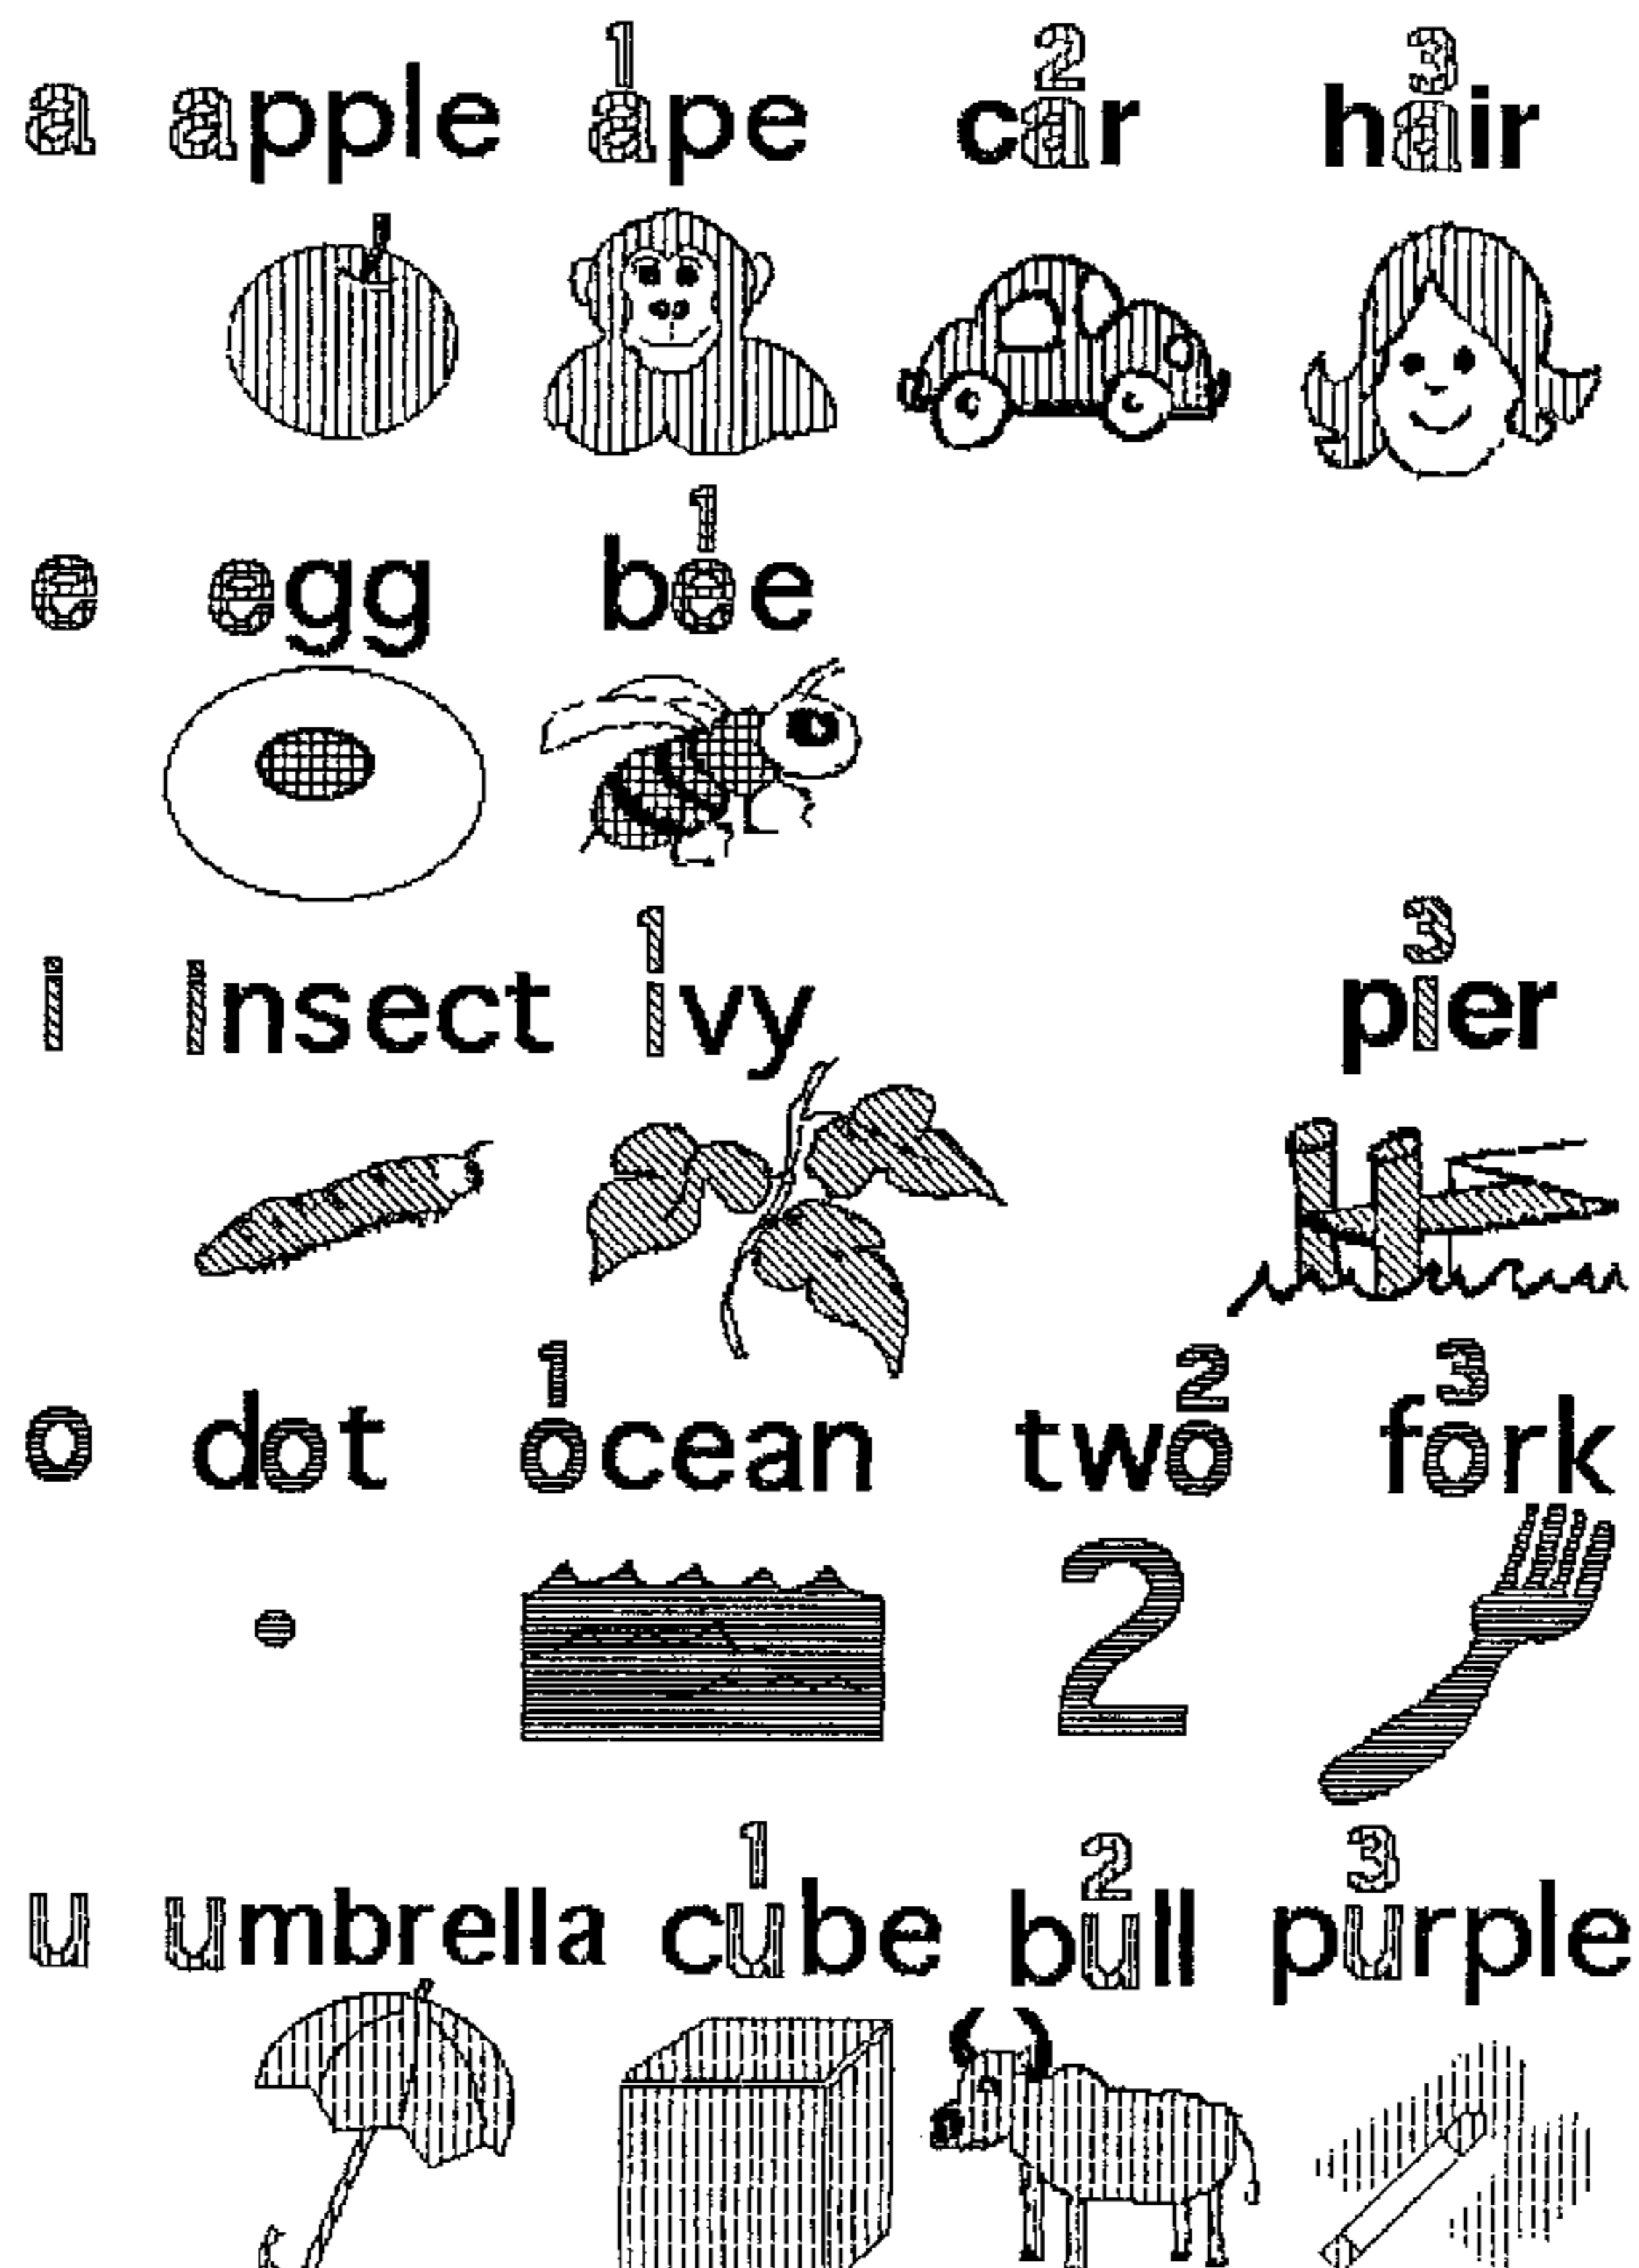 1 2 3
a apple ape car hair
1
e egg bee
1 3
i insect ivy pier
1 2 3
o dot ocean two fork
2
1 2 3
u umbrella cube bull purple